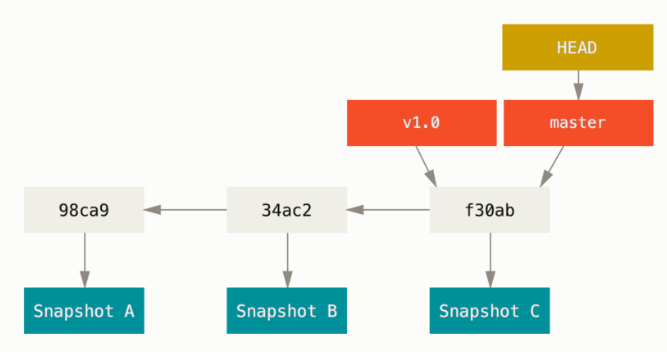 HEAD
v1.0
master
98ca9
34ac2
f30ab
Snapshot A
Snapshot B
Snapshot C